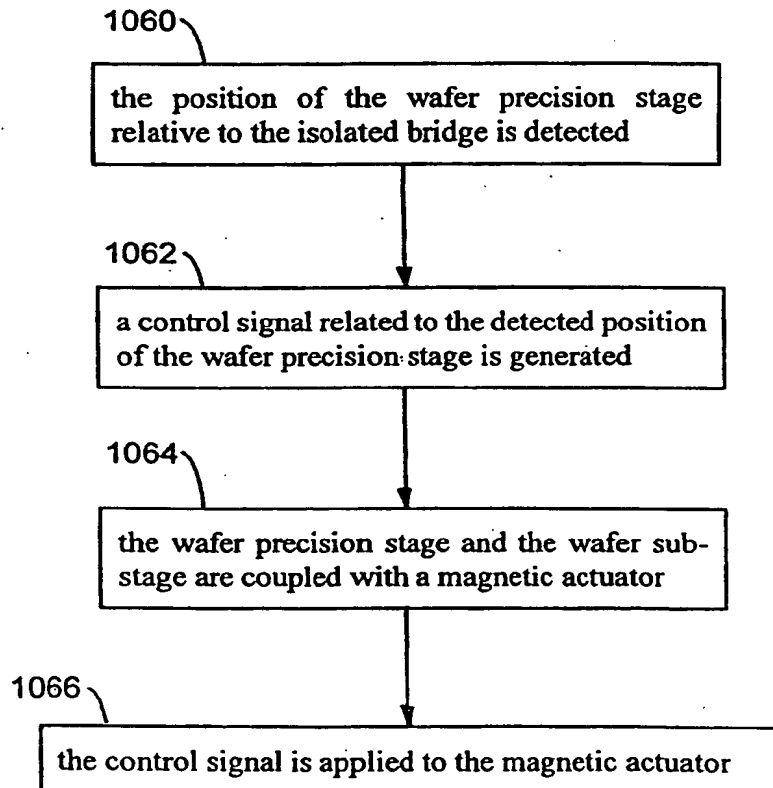 1060
the position of the wafer precision stage
relative to the isolated bridge is detected
1062
a control signal related to the detected position
of the wafer precision stage is generated
1064
the wafer precision stage and the wafer sub-
stage are coupled with a magnetic actuator
1066
the control signal is applied to the magnetic actuator